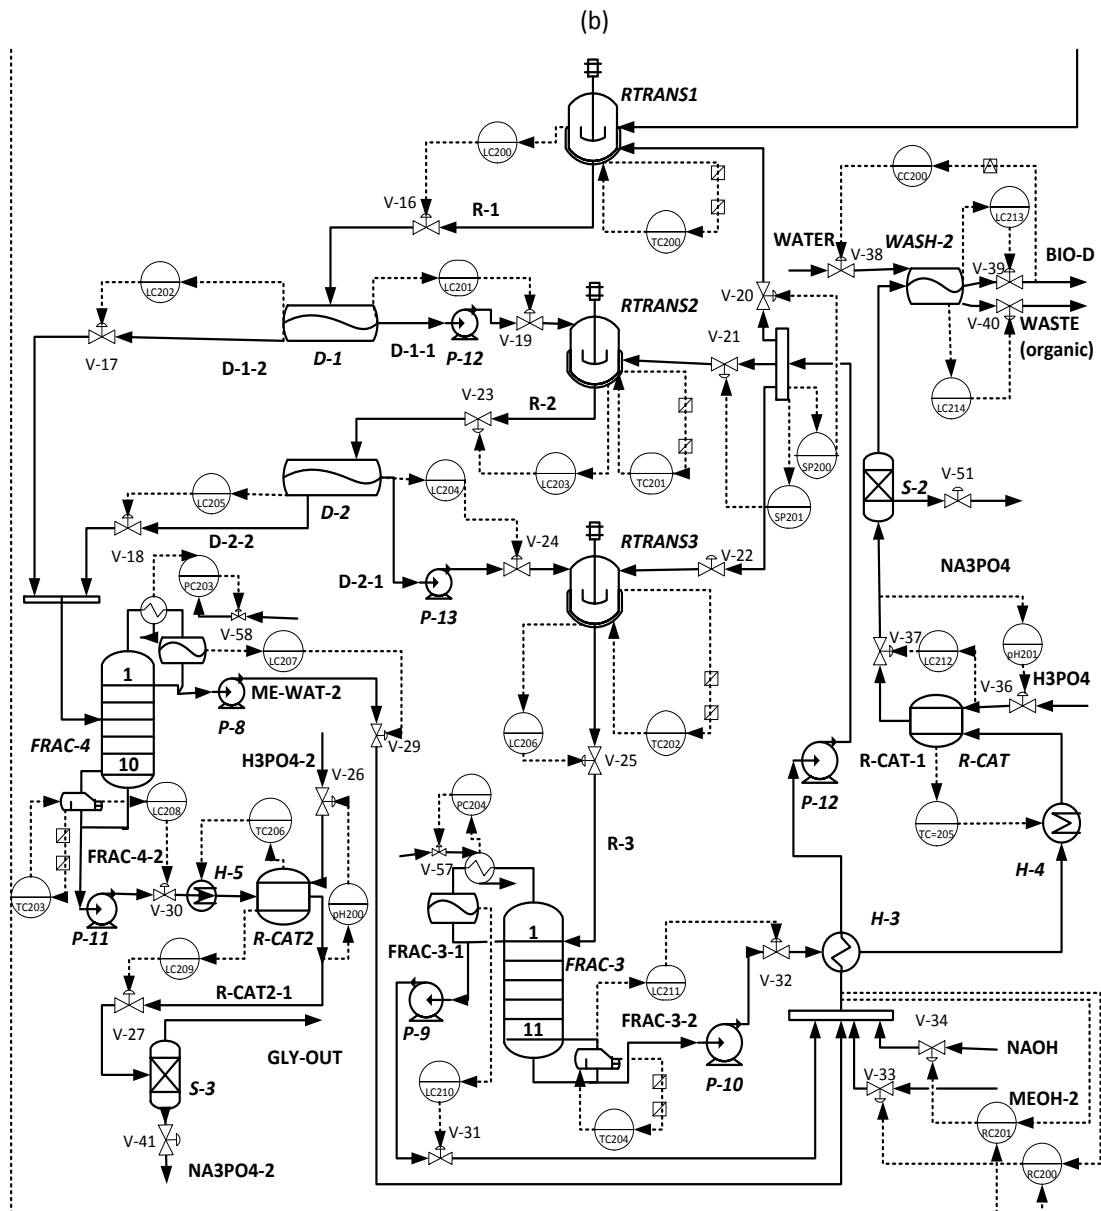 (b)
RTRANS1
LC200
CC200
V-16
R-1
TC200
LC213
WATER
V-38
WASH-2
V-39
BIO-D
LC202
LC201
RTRANS2
V-20
V-40
WASTE
(organic)
V-17
D-1
D-1-1
P-12
V-19
V-21
D-1-2
V-23
R-2
LC214
SP200
LC205
D-2
LC204
LC203
TC201
SP201
S-2
V-51
D-2-2
V-24
RTRANS3
V-22
V-18
PC203
D-2-1
P-13
NA3PO4
V-58
LC207
V-37
LC212
pH201
1
ME-WAT-2
V-36
H3PO4
P-8
FRAC-4
V-29
LC206
TC202
V-25
R-CAT-1
R-CAT
10
H3PO4-2
V-26
P-12
LC208
PC204
TC=205
TC206
R-3
FRAC-4-2
H-5
V-57
H-4
TC203
V-30
pH200
P-11
R-CAT2
FRAC-3-1
1
FRAC-3
H-3
LC209
LC211
V-32
R-CAT2-1
P-9
11
FRAC-3-2
V-27
V-34
GLY-OUT
NAOH
P-10
V-33
S-3
LC210
MEOH-2
V-41
V-31
TC204
RC201
NA3PO4-2
RC200